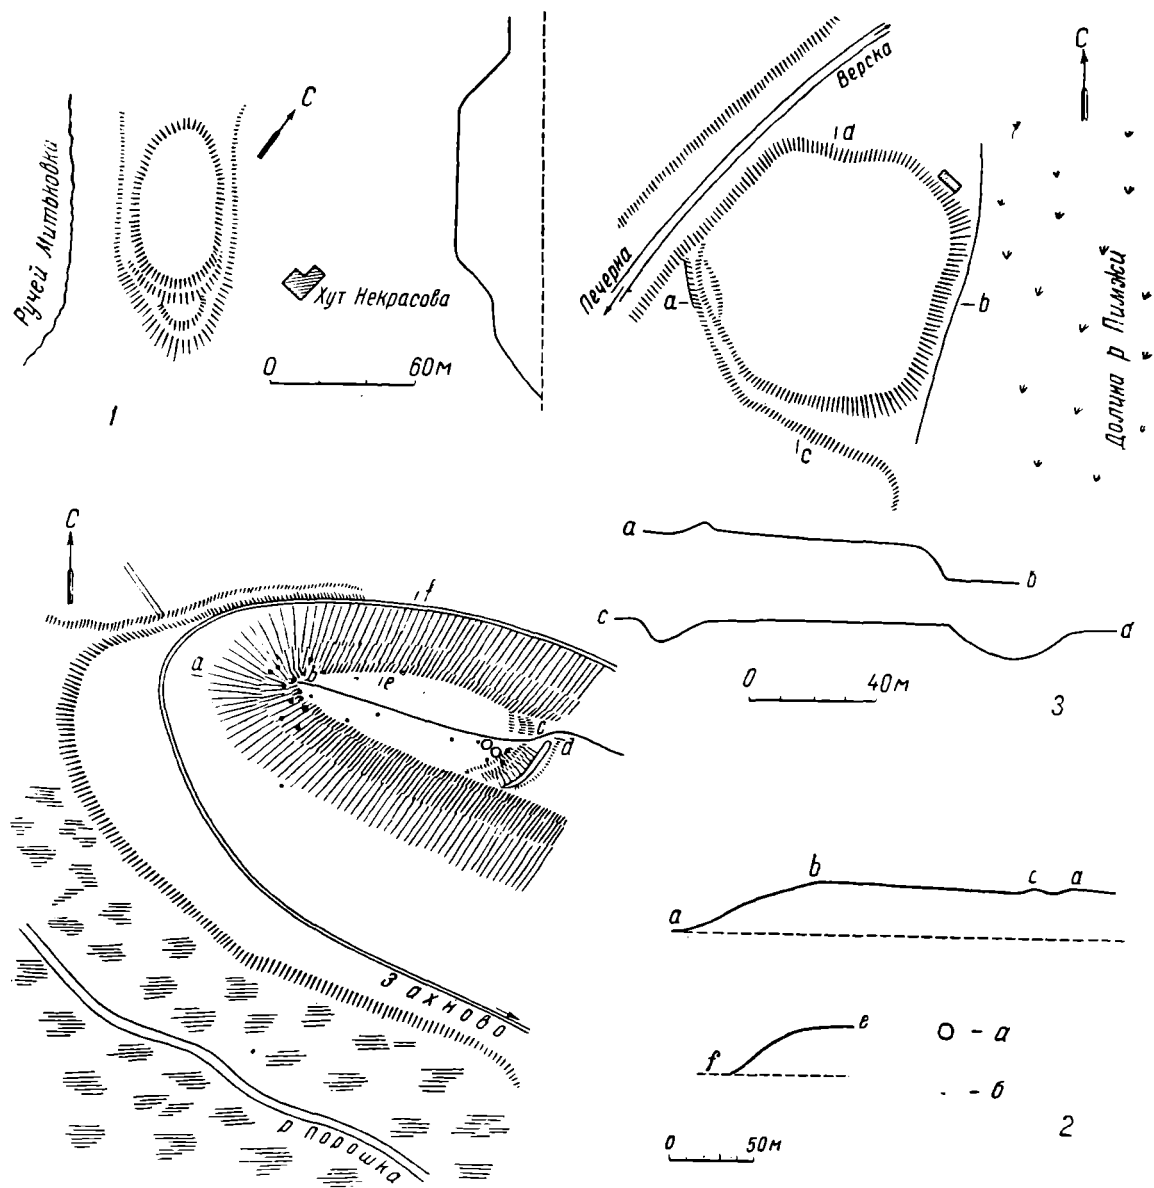 Ручей Митьковки
С
Хут Некрасова
0 60м
1
Верска
Печерка
С
d
a
b
c
Долина р Пимжи
a
b
c
d
0 40м
3
С
f
a
b
e
c
d
Захново
р Порошка
b
c
a
a
e
f
О - а
. - б
0 50м
2